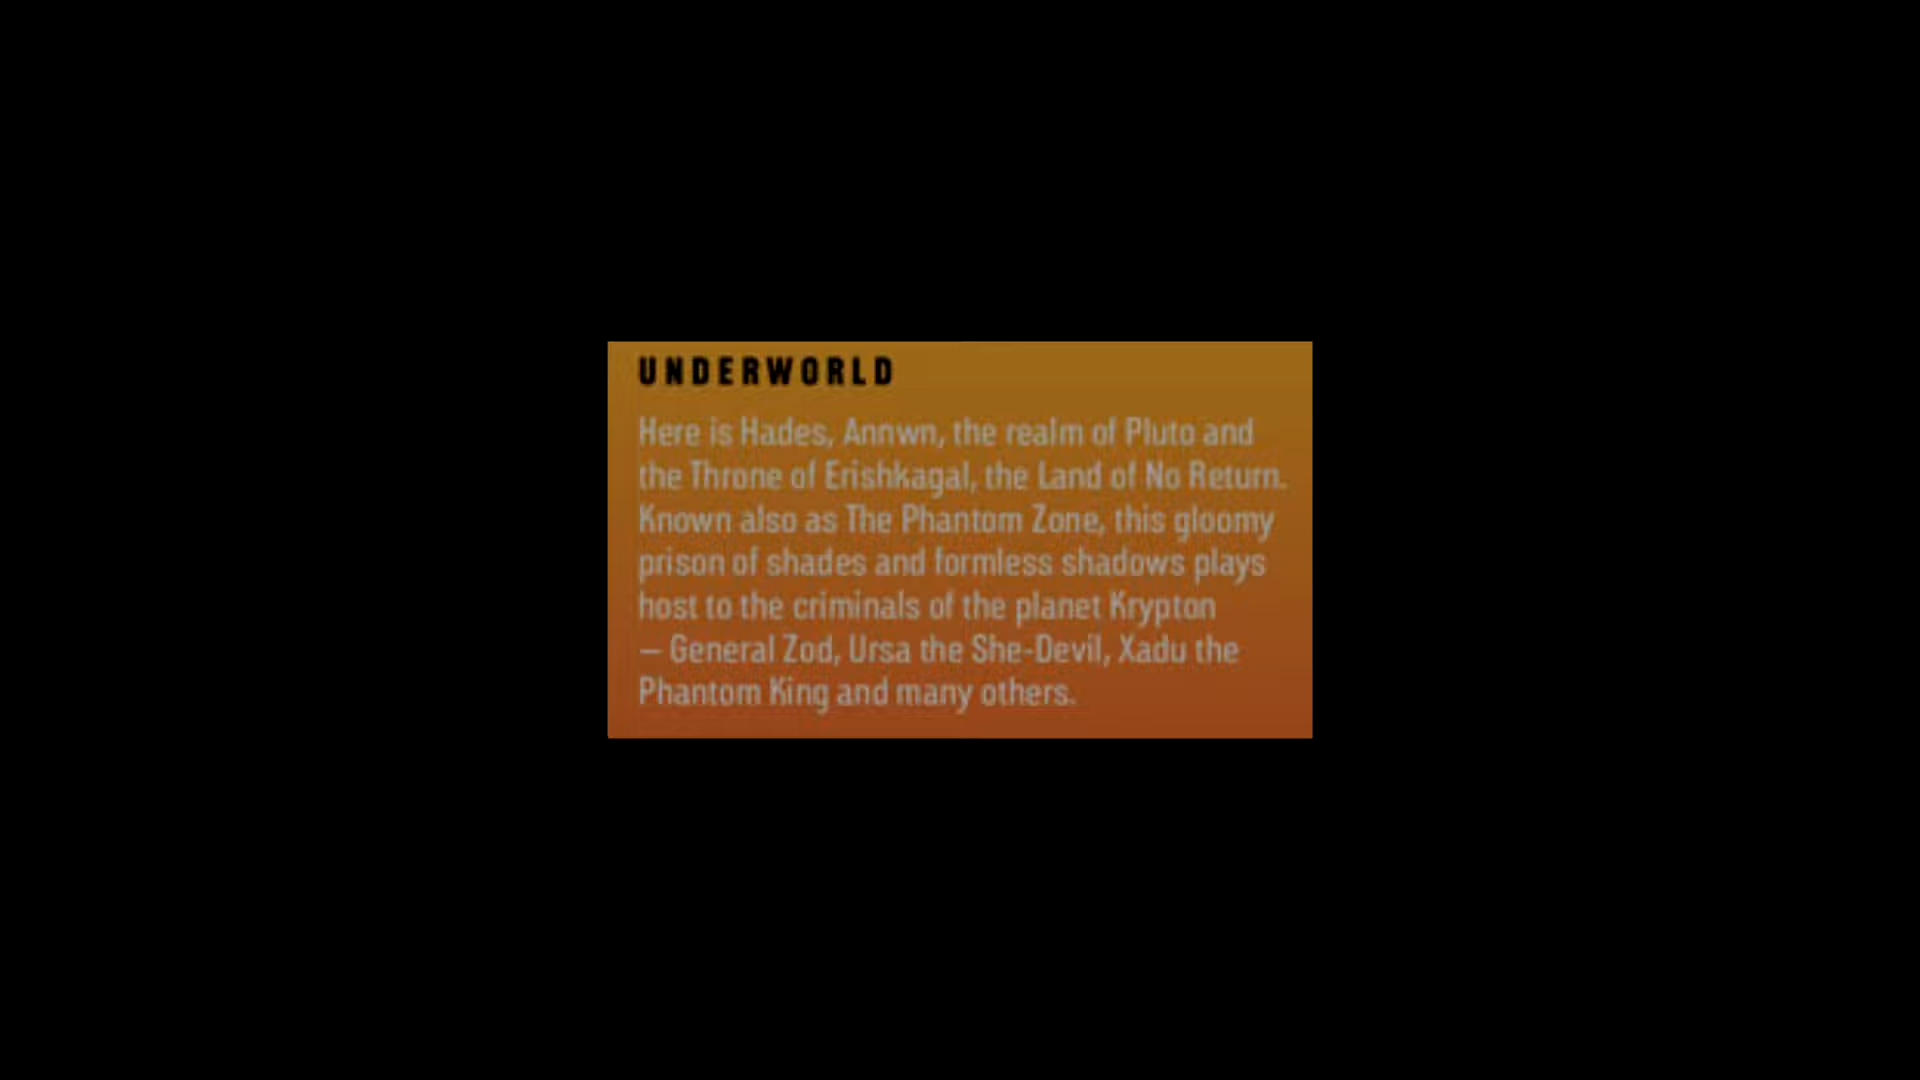 UNDERWORLD
Here is Hades, Annwn, the realm of Pluto and
the Throne of Erishkagal, the Land of No Return.
Known also as The Phantom Zone, this gloomy
prison of shades and formless shadows plays
host to the criminals of the planet Krypton
– General Zod, Ursa the She-Devil, Xadu the
Phantom King and many others.